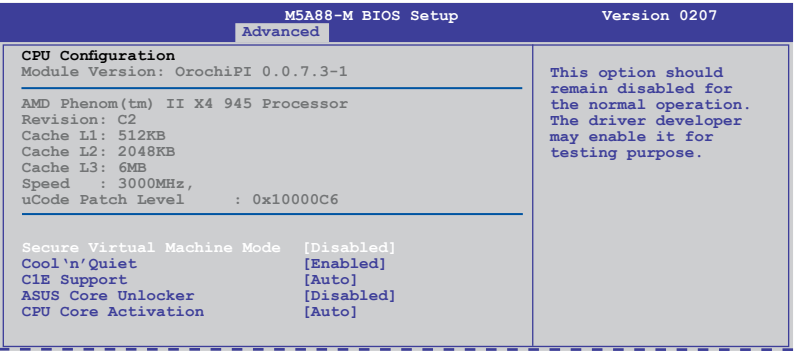 M5A88-M BIOS Setup Version 0207
Advanced
CPU Configuration
Module Version: OrochiPI 0.0.7.3-1
AMD Phenom(tm) II X4 945 Processor
Revision: C2
Cache L1: 512KB
Cache L2: 2048KB
Cache L3: 6MB
Speed : 3000MHz,
uCode Patch Level : 0x10000C6
Secure Virtual Machine Mode [Disabled]
Cool‘n’Quiet [Enabled]
C1E Support [Auto]
ASUS Core Unlocker [Disabled]
CPU Core Activation [Auto]
This option should
remain disabled for
the normal operation.
The driver developer
may enable it for
testing purpose.